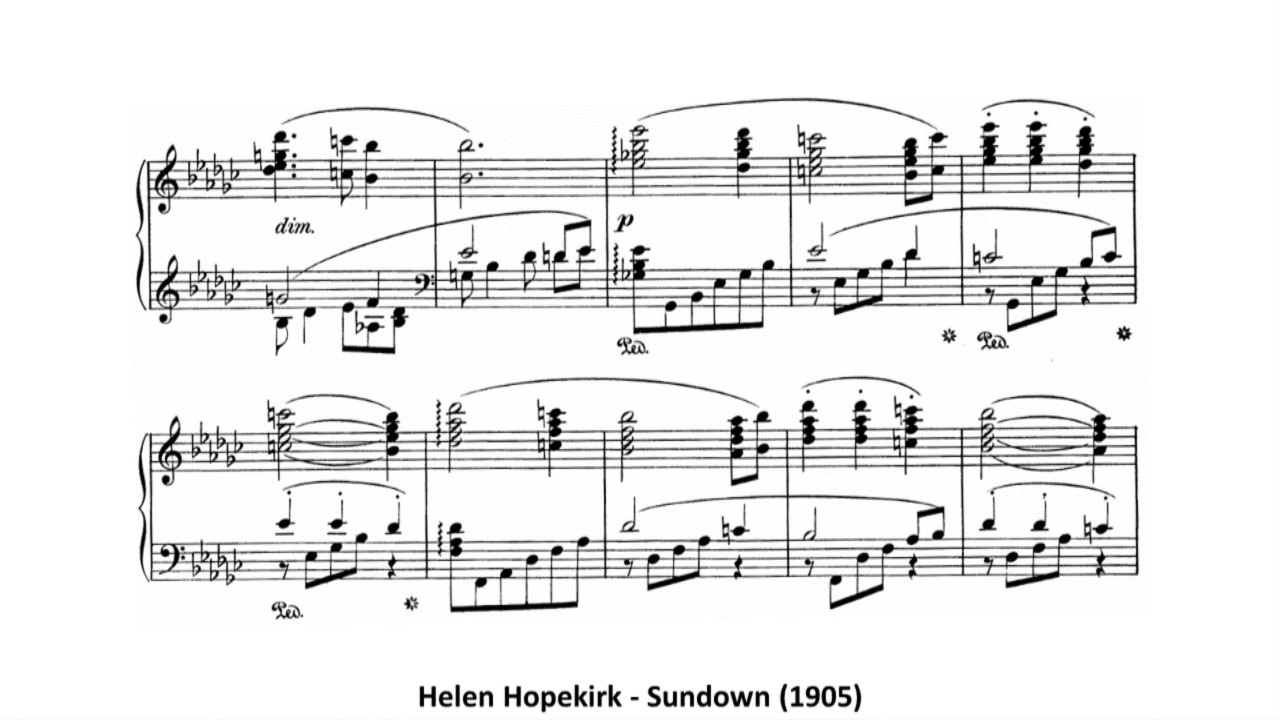 dim.
p
Ped.
Ped.
Ped.
Helen Hopekirk - Sundown (1905)